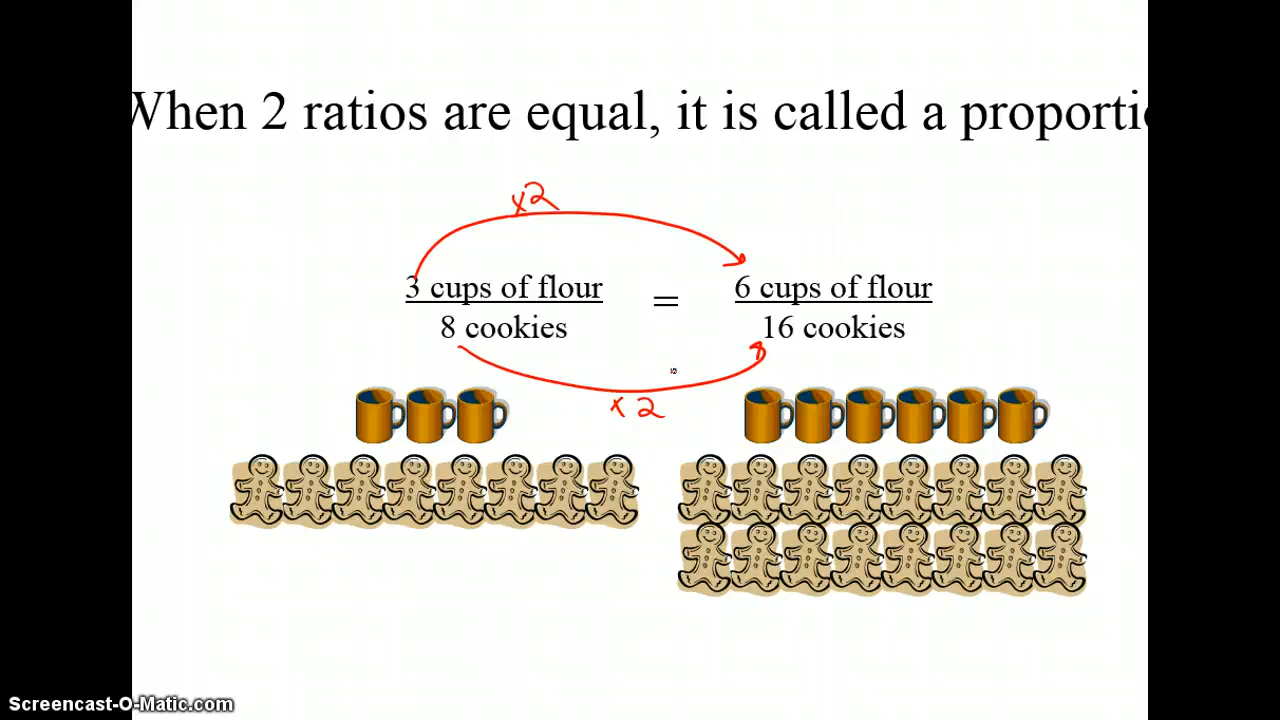 When 2 ratios are equal, it is called a proporti
x2
3 cups of flour = 6 cups of flour
8 cookies 16 cookies
x 2
Screencast-O-Matic.com